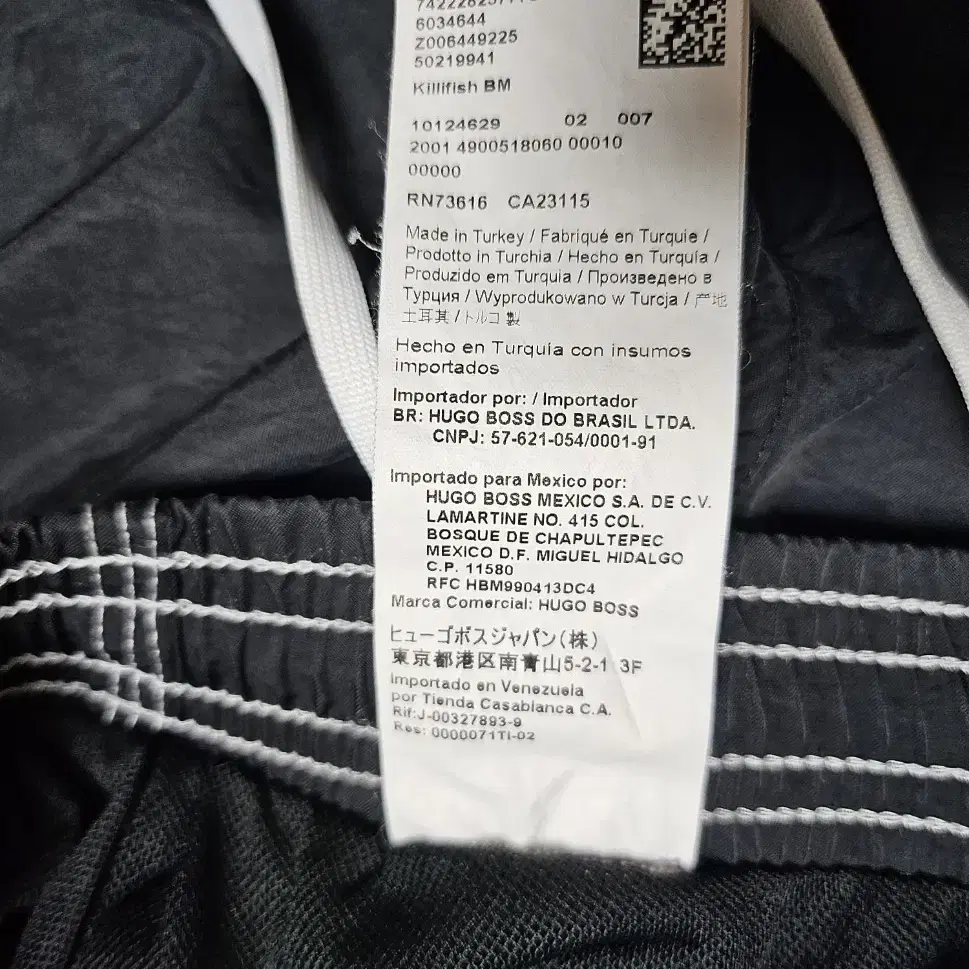 6034644
Z006449225
50219941
Killifish BM
10124629 02 007
2001 4900518060 00010
00000
RN73616 CA23115
Made in Turkey / Fabriqué en Turquie /
Prodotto in Turchia / Hecho en Turquía /
Produzido em Turquia / Произведено в
Турция / Wyprodukowano w Turcja / 产地
土耳其 / トルコ 製
Hecho en Turquía con insumos
importados
Importador por: / Importador
BR: HUGO BOSS DO BRASIL LTDA.
CNPJ: 57-621-054/0001-91
Importado para Mexico por:
HUGO BOSS MEXICO S.A. DE C.V.
LAMARTINE NO. 415 COL.
BOSQUE DE CHAPULTEPEC
MEXICO D.F. MIGUEL HIDALGO
C.P. 11580
RFC HBM990413DC4
Marca Comercial: HUGO BOSS
ヒューゴボスジャパン(株)
東京都港区南青山5-2-1 3F
Importado en Venezuela
por Tienda Casablanca C.A.
Rif:J-00327893-9
Res: 0000071TI-02